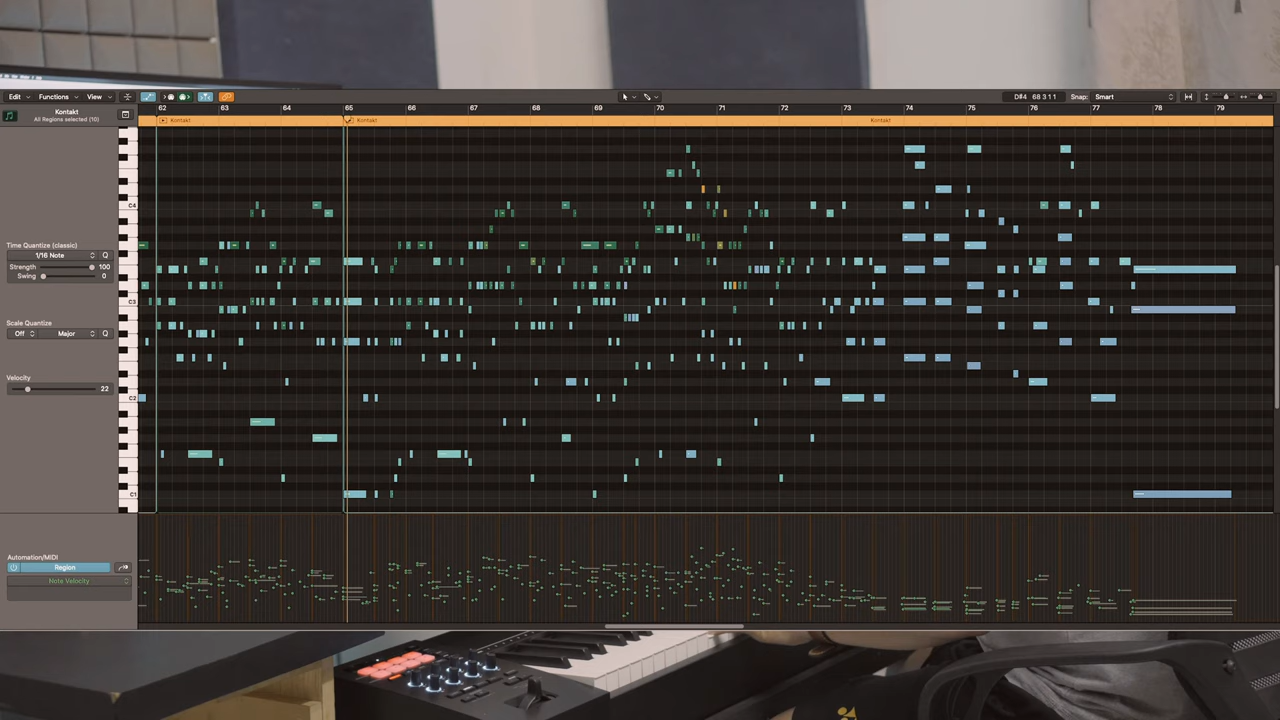 Edit Functions View D#4 68 3 1 1 Snap: Smart
Kontakt
All Regions selected (10)
62 63 64 65 66 67 68 69 70 71 72 73 74 75 76 77 78 79
Kontakt Kontakt Kontakt
C4
Time Quantize (classic)
1/16 Note Q
Strength 100
Swing 0
C3
Scale Quantize
Off Major Q
Velocity
22
C2
C1
Automation/MIDI
Region
Note Velocity